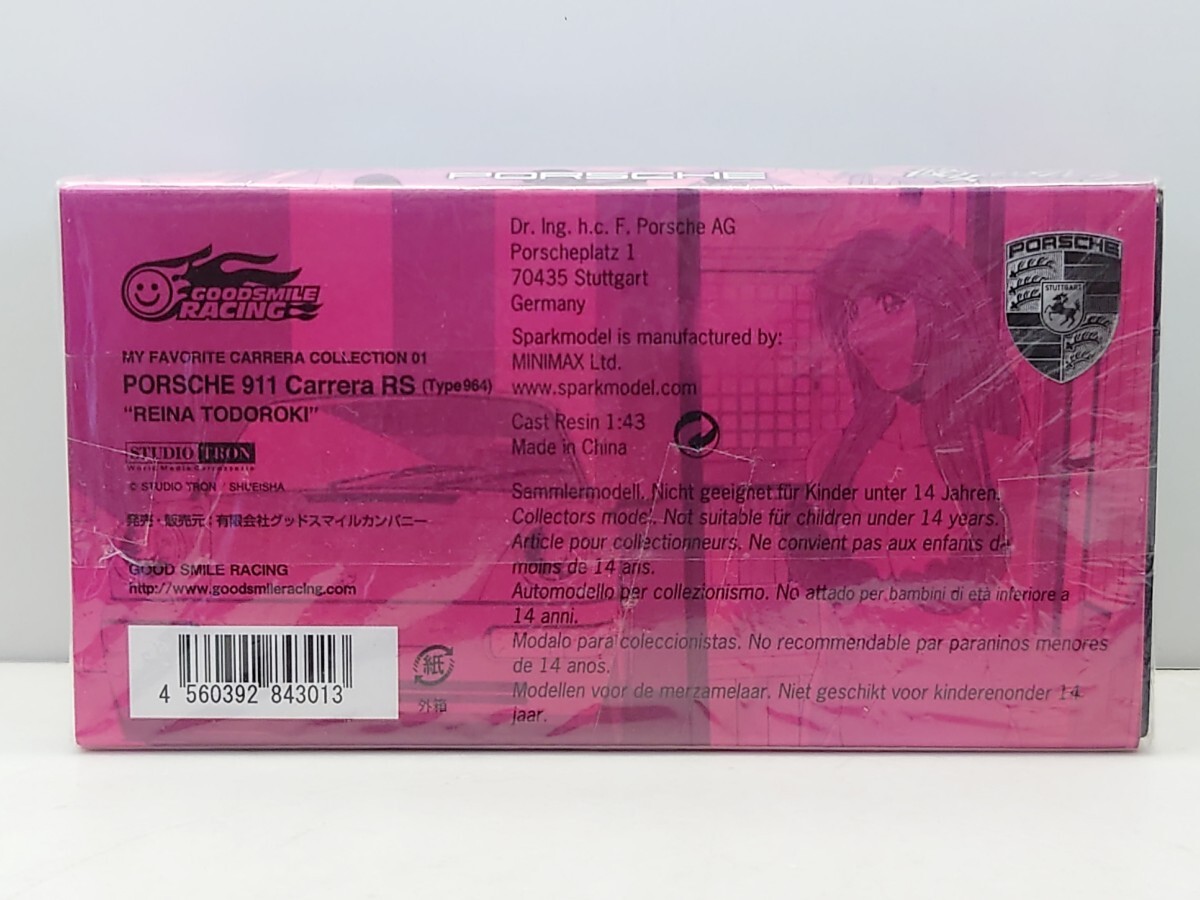 PORSCHE
GOODSMILE
RACING
MY FAVORITE CARRERA COLLECTION 01
PORSCHE 911 Carrera RS (Type964)
"REINA TODOROKI"
STUDIO TRON
World Media Carrozzeria
© STUDIO TRON / SHUEISHA
発売・販売元：有限会社グッドスマイルカンパニー
GOOD SMILE RACING
http://www.goodsmileracing.com
4 560392 843013
紙
外箱
Dr. Ing. h.c. F. Porsche AG
Porscheplatz 1
70435 Stuttgart
Germany
Sparkmodel is manufactured by:
MINIMAX Ltd.
www.sparkmodel.com
Cast Resin 1:43
Made in China
Sammlermodell. Nicht geeignet für Kinder unter 14 Jahren.
Collectors model. Not suitable für children under 14 years.
Article pour collectionneurs. Ne convient pas aux enfants de
moins de 14 ans.
Automodello per collezionismo. No attado per bambini di età inferiore a
14 anni.
Modalo para coleccionistas. No recommendable par paraninos menores
de 14 anos.
Modellen voor de merzamelaar. Niet geschikt voor kinderenonder 14
jaar.
PORSCHE
STUTTGART